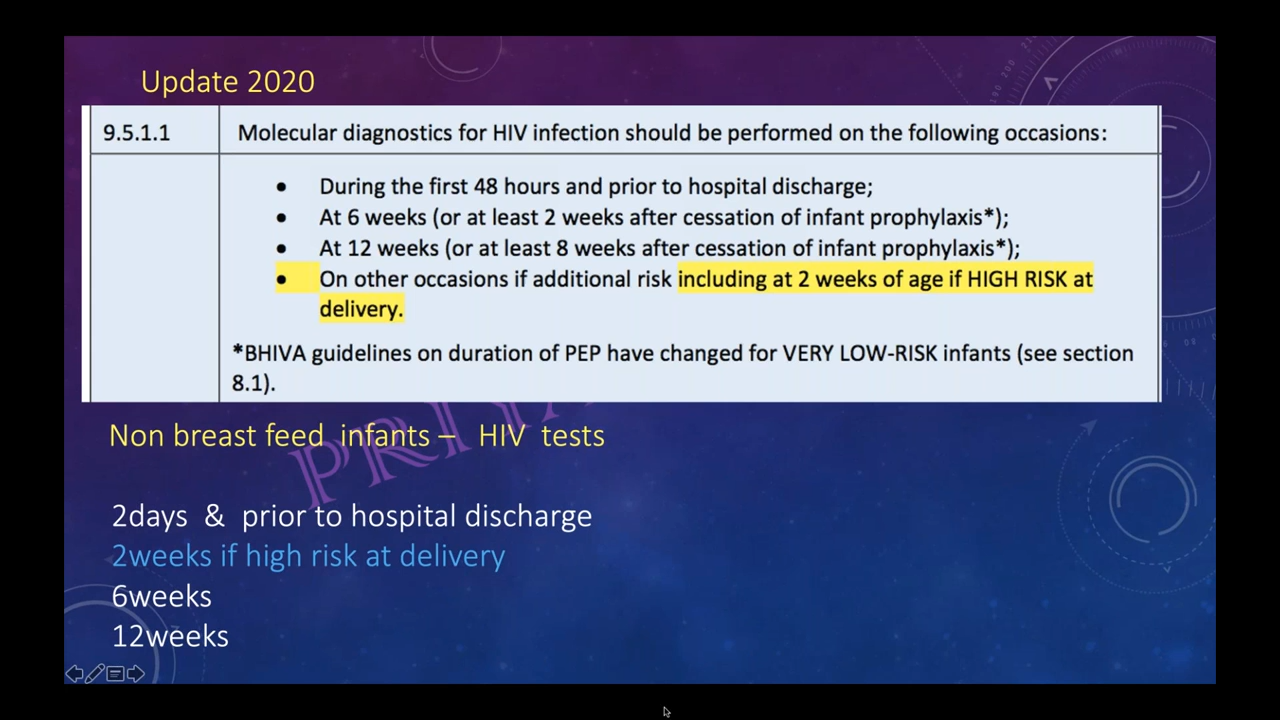 Update 2020
9.5.1.1 Molecular diagnostics for HIV infection should be performed on the following occasions:
• During the first 48 hours and prior to hospital discharge;
• At 6 weeks (or at least 2 weeks after cessation of infant prophylaxis*);
• At 12 weeks (or at least 8 weeks after cessation of infant prophylaxis*);
• On other occasions if additional risk including at 2 weeks of age if HIGH RISK at
delivery.
*BHIVA guidelines on duration of PEP have changed for VERY LOW-RISK infants (see section
8.1).
Non breast feed infants – HIV tests
2days & prior to hospital discharge
2weeks if high risk at delivery
6weeks
12weeks